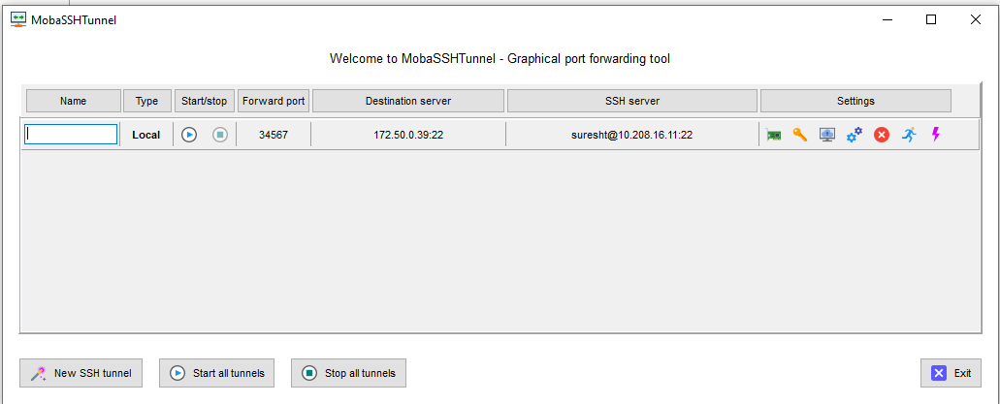 MobaSSHTunnel
Welcome to MobaSSHTunnel - Graphical port forwarding tool
Name Type Start/stop Forward port Destination server SSH server Settings
Local 34567 172.50.0.39:22 suresht@10.208.16.11:22
New SSH tunnel Start all tunnels Stop all tunnels Exit